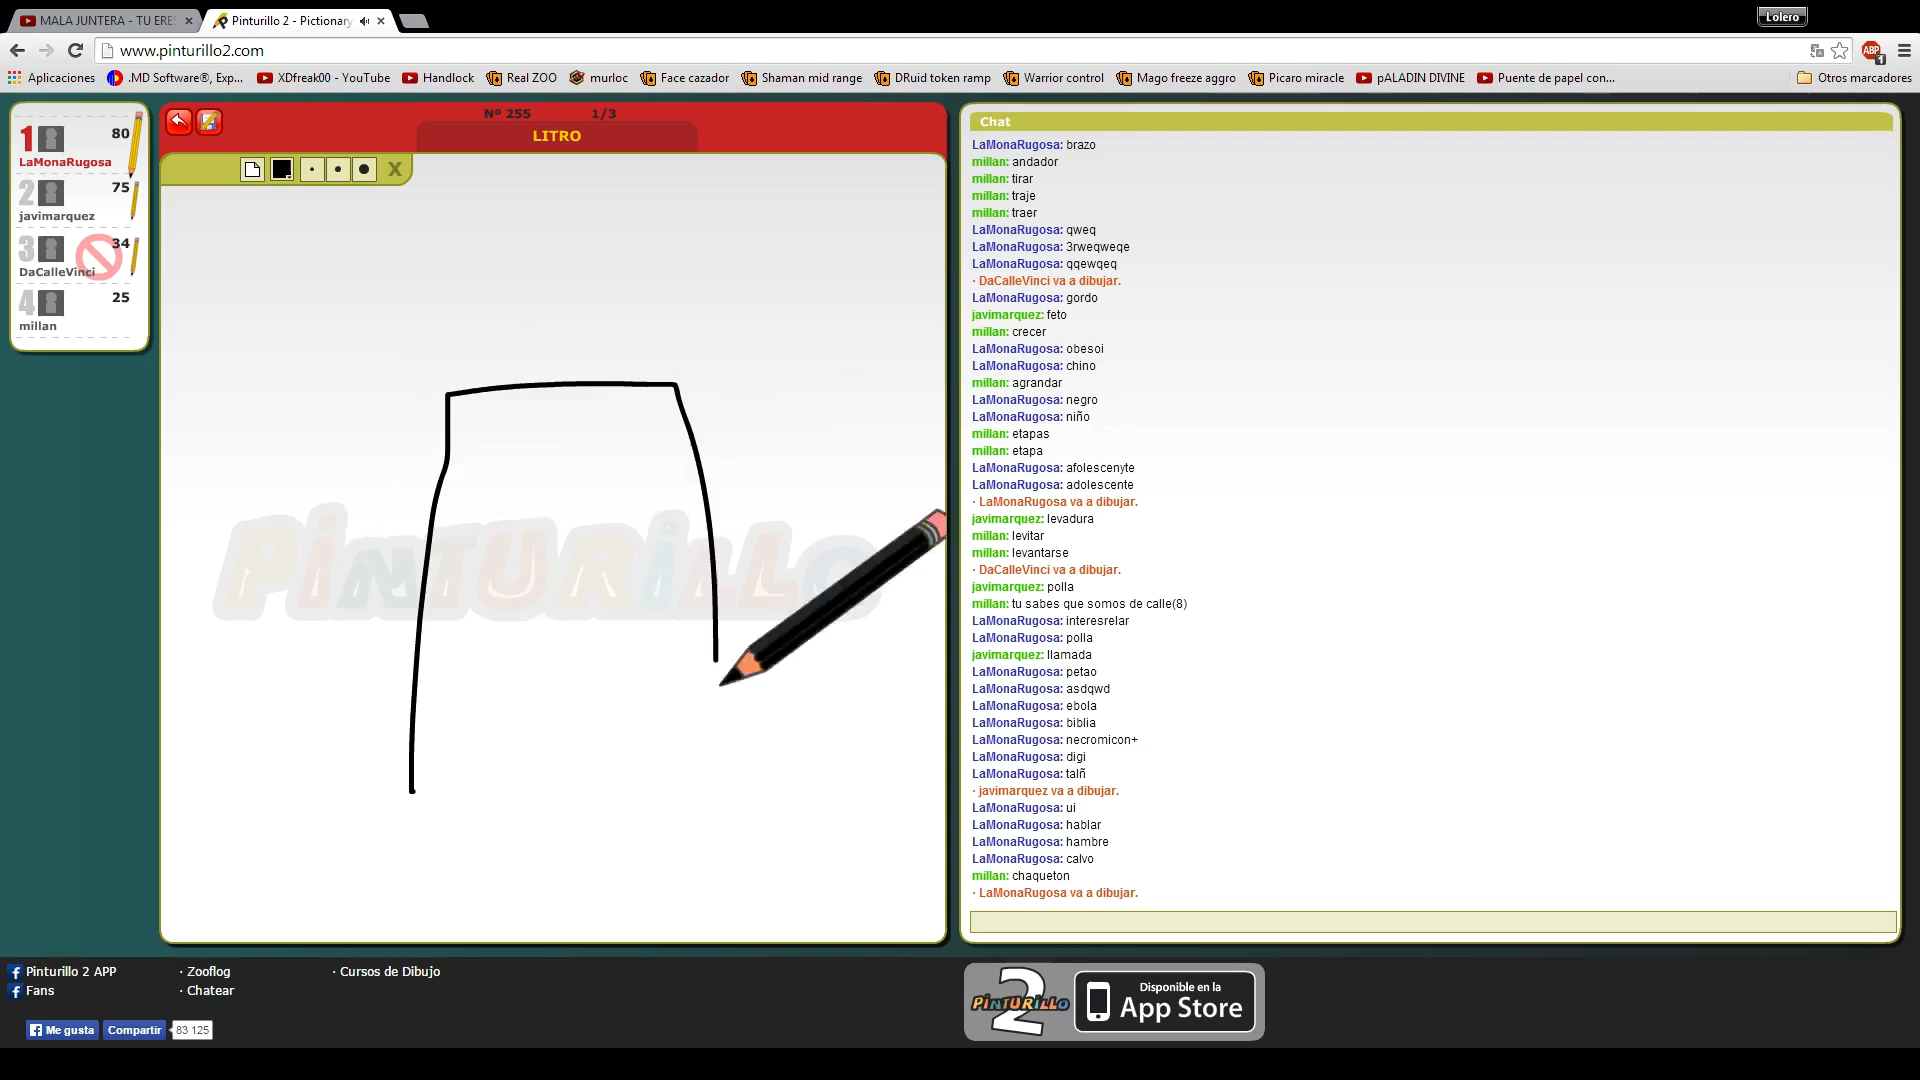 MALA JUNTERA - TU ERES
Pinturillo 2 - Pictionary
Lolero
www.pinturillo2.com
ABP
1
Aplicaciones
.MD Software®, Exp...
XDfreak00 - YouTube
Handlock
Real ZOO
murloc
Face cazador
Shaman mid range
DRuid token ramp
Warrior control
Mago freeze aggro
Picaro miracle
pALADIN DIVINE
Puente de papel con...
Otros marcadores
1 80
LaMonaRugosa
2 75
javimarquez
3 34
DaCalleVinci
4 25
millan
Nº 255 1/3
LITRO
X
PINTURILLO
Chat
LaMonaRugosa: brazo
millan: andador
millan: tirar
millan: traje
millan: traer
LaMonaRugosa: qweq
LaMonaRugosa: 3rweqweqe
LaMonaRugosa: qqewqeq
· DaCalleVinci va a dibujar.
LaMonaRugosa: gordo
javimarquez: feto
millan: crecer
LaMonaRugosa: obesoi
LaMonaRugosa: chino
millan: agrandar
LaMonaRugosa: negro
LaMonaRugosa: niño
millan: etapas
millan: etapa
LaMonaRugosa: afolescenyte
LaMonaRugosa: adolescente
· LaMonaRugosa va a dibujar.
javimarquez: levadura
millan: levitar
millan: levantarse
· DaCalleVinci va a dibujar.
javimarquez: polla
millan: tu sabes que somos de calle(8)
LaMonaRugosa: interesrelar
LaMonaRugosa: polla
javimarquez: llamada
LaMonaRugosa: petao
LaMonaRugosa: asdqwd
LaMonaRugosa: ebola
LaMonaRugosa: biblia
LaMonaRugosa: necromicon+
LaMonaRugosa: digi
LaMonaRugosa: talñ
· javimarquez va a dibujar.
LaMonaRugosa: ui
LaMonaRugosa: hablar
LaMonaRugosa: hambre
LaMonaRugosa: calvo
millan: chaqueton
· LaMonaRugosa va a dibujar.
Pinturillo 2 APP
Fans
· Zooflog
· Chatear
· Cursos de Dibujo
Me gusta
Compartir
83 125
PINTURILLO 2
Disponible en la
App Store